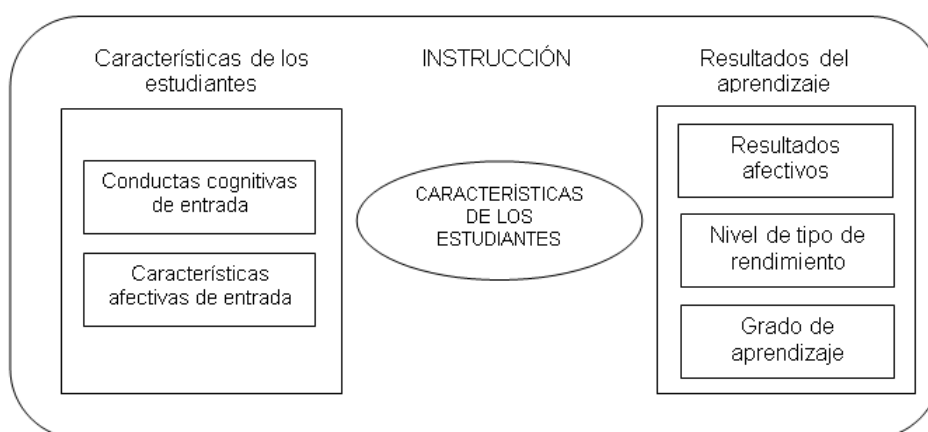 Características de los
estudiantes
Conductas cognitivas
de entrada
Características
afectivas de entrada
INSTRUCCIÓN
CARACTERÍSTICAS
DE LOS
ESTUDIANTES
Resultados del
aprendizaje
Resultados
afectivos
Nivel de tipo de
rendimiento
Grado de
aprendizaje